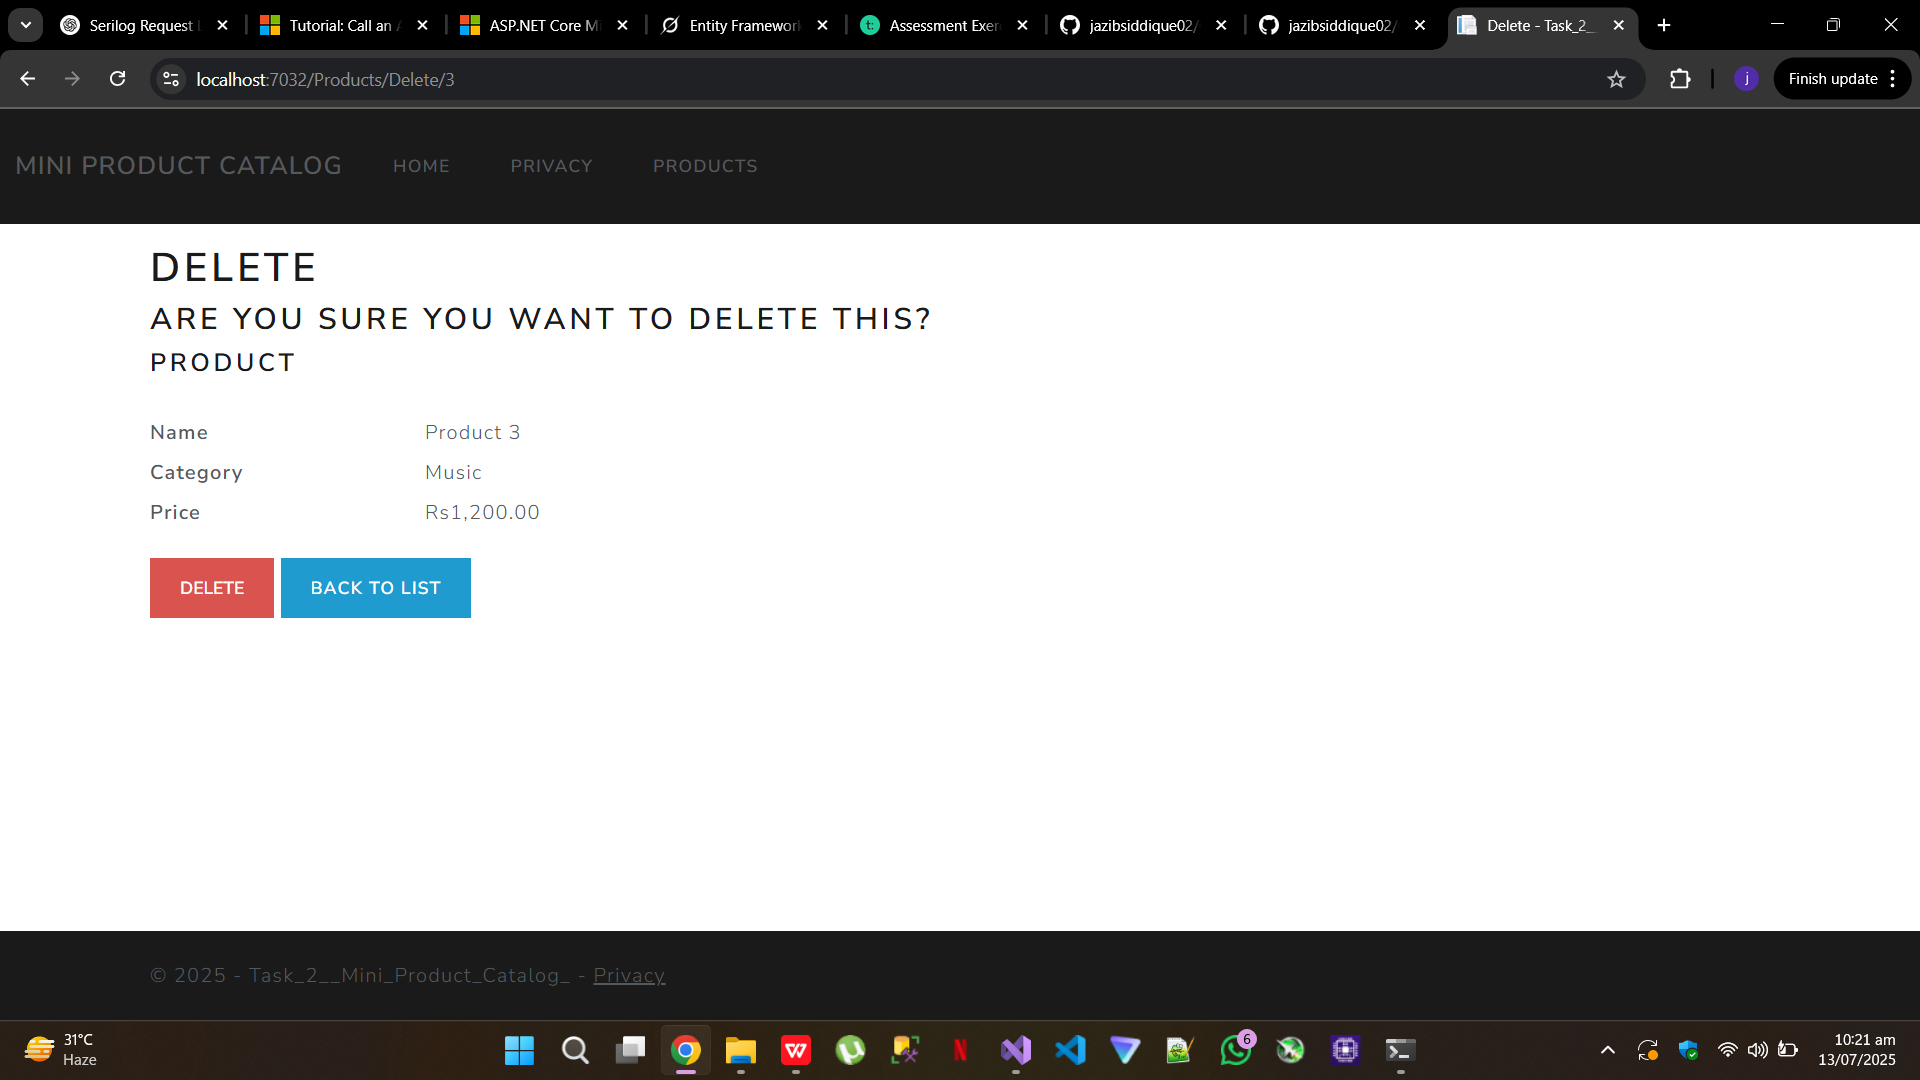 Serilog Request
Tutorial: Call an
ASP.NET Core Mi
Entity Framework
Assessment Exer
jazibsiddique02/
jazibsiddique02/
Delete - Task_2_
localhost:7032/Products/Delete/3
j
Finish update
MINI PRODUCT CATALOG
HOME
PRIVACY
PRODUCTS
DELETE
ARE YOU SURE YOU WANT TO DELETE THIS?
PRODUCT
Name Product 3
Category Music
Price Rs1,200.00
DELETE
BACK TO LIST
© 2025 - Task_2__Mini_Product_Catalog_ - Privacy
31°C
Haze
W
N
6
10:21 am
13/07/2025